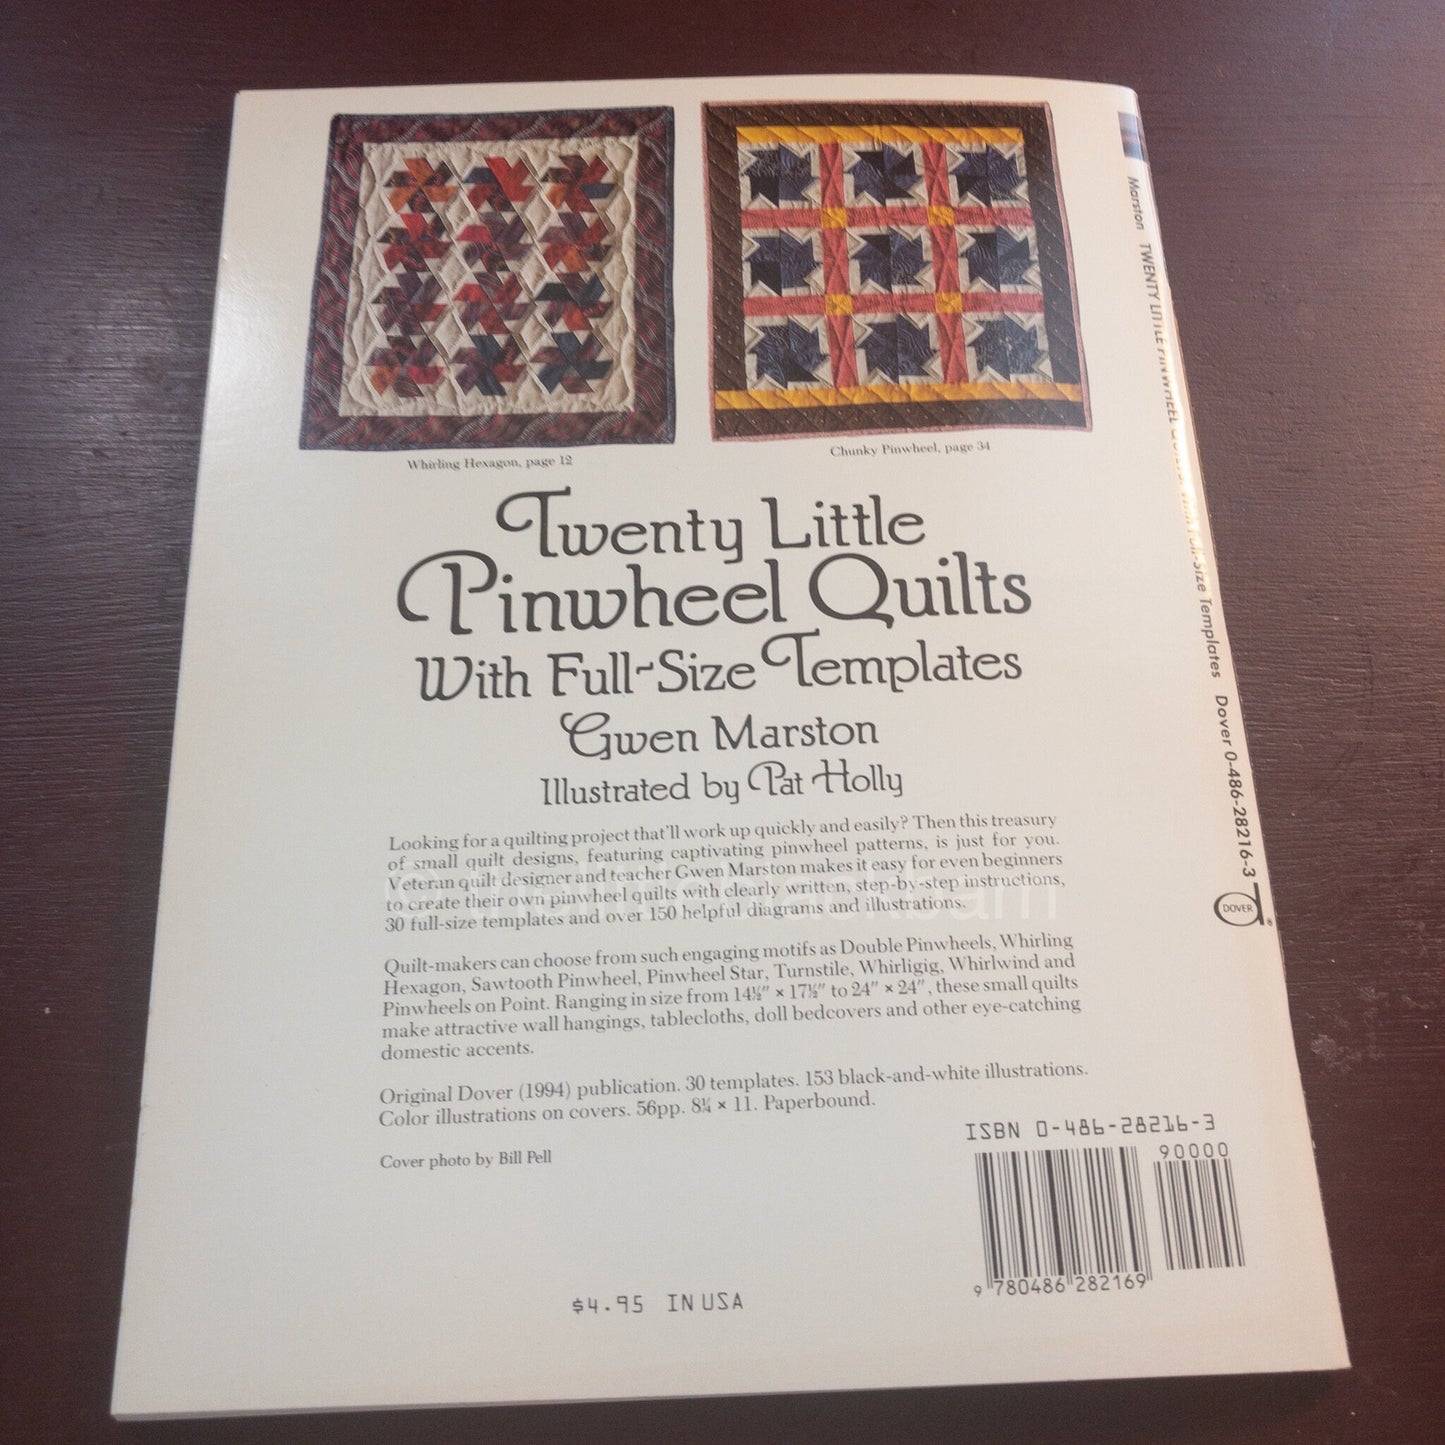 Whirling Hexagon, page 12
Chunky Pinwheel, page 34
Twenty Little
Pinwheel Quilts
With Full-Size Templates
Gwen Marston
Illustrated by Pat Holly
Looking for a quilting project that'll work up quickly and easily? Then this treasury
of small quilt designs, featuring captivating pinwheel patterns, is just for you.
Veteran quilt designer and teacher Gwen Marston makes it easy for even beginners
to create their own pinwheel quilts with clearly written, step-by-step instructions,
30 full-size templates and over 150 helpful diagrams and illustrations.
Quilt-makers can choose from such engaging motifs as Double Pinwheels, Whirling
Hexagon, Sawtooth Pinwheel, Pinwheel Star, Turnstile, Whirligig, Whirlwind and
Pinwheels on Point. Ranging in size from 14½" × 17½" to 24" × 24", these small quilts
make attractive wall hangings, tablecloths, doll bedcovers and other eye-catching
domestic accents.
Original Dover (1994) publication. 30 templates. 153 black-and-white illustrations.
Color illustrations on covers. 56pp. 8¼ × 11. Paperbound.
Cover photo by Bill Pell
ISBN 0-486-28216-3
90000
9 780486 282169
$4.95 IN USA
Marston TWENTY LITTLE PINWHEEL Full-Size Templates Dover 0-486-28216-3
DOVER